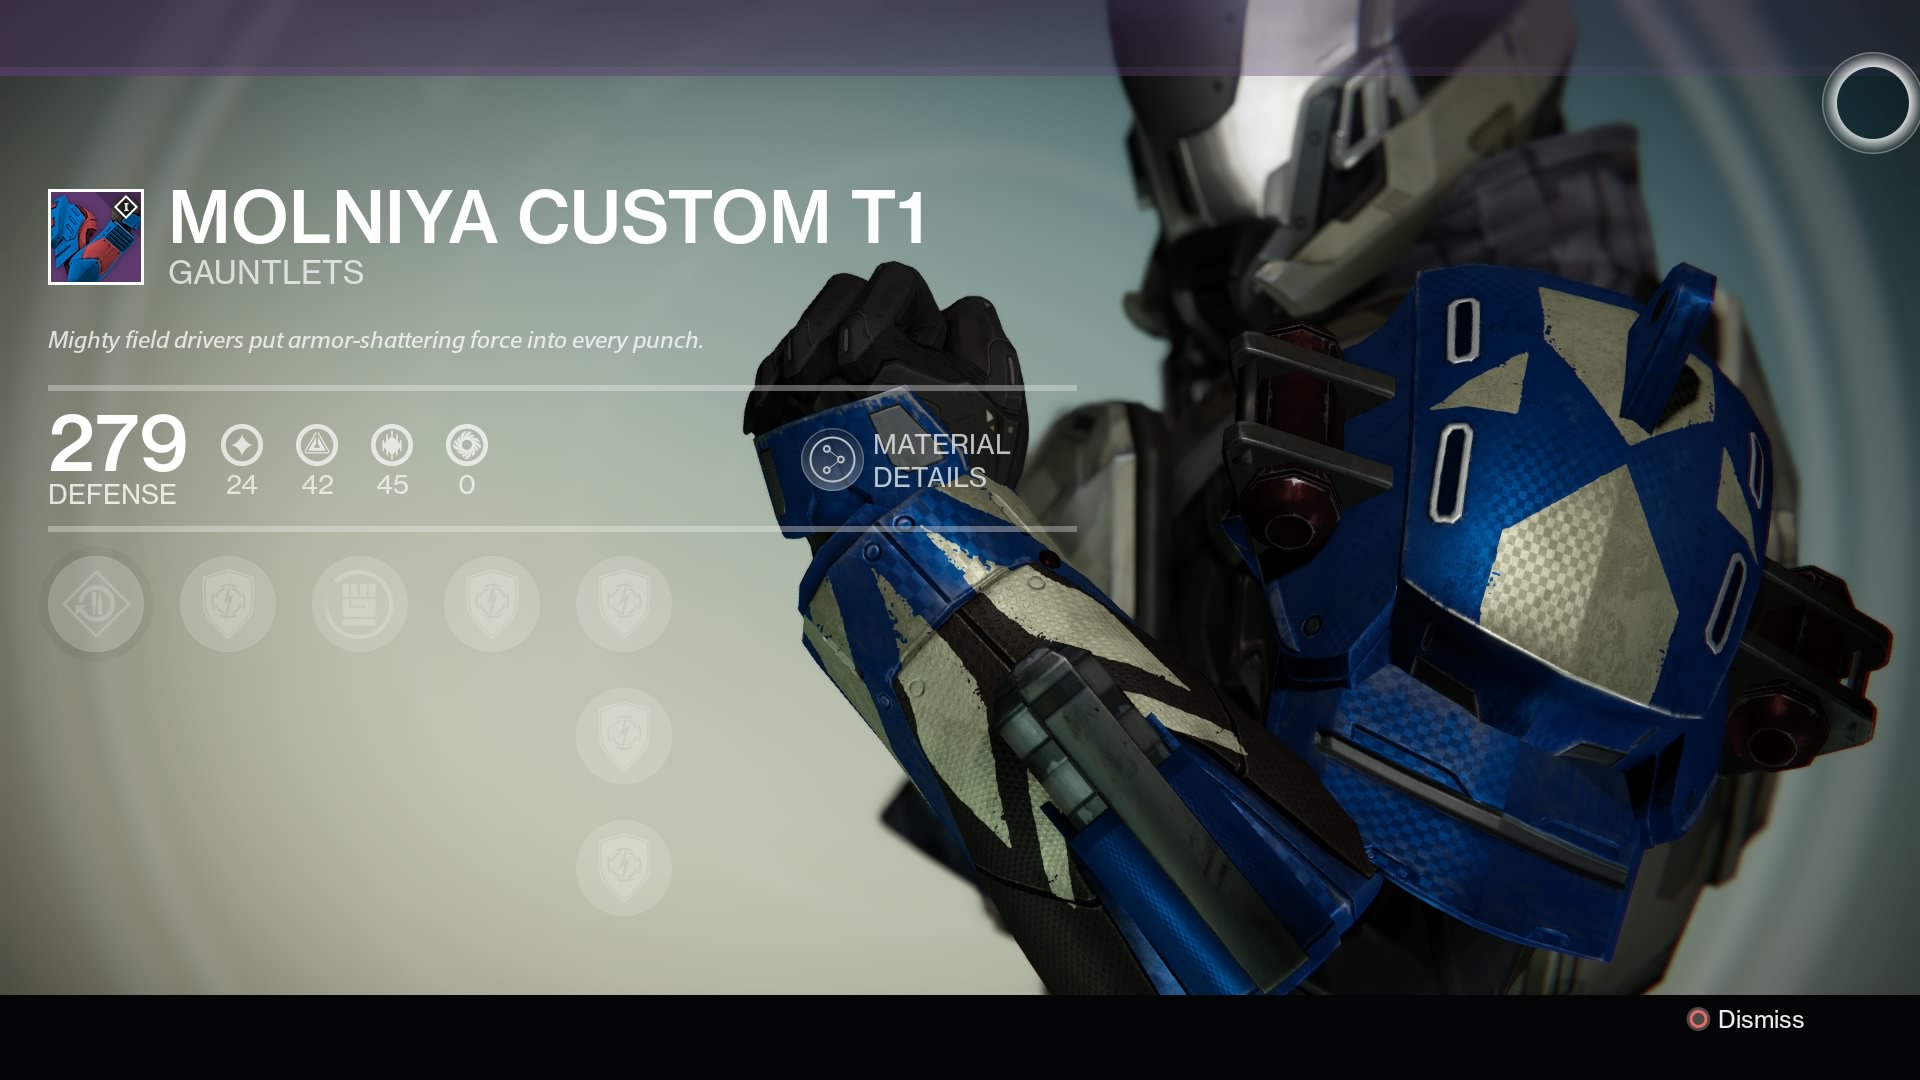 MOLNIYA CUSTOM T1
GAUNTLETS
Mighty field drivers put armor-shattering force into every punch.
279
DEFENSE
24 42 45 0
MATERIAL
DETAILS
Dismiss